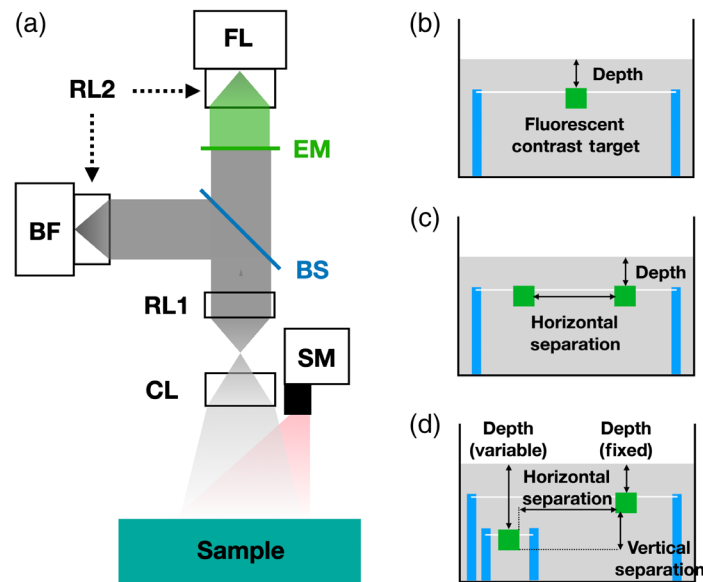 (a)
FL
RL2
EM
BF
BS
RL1
SM
CL
Sample
(b)
Depth
Fluorescent
contrast target
(c)
Depth
Horizontal
separation
(d)
Depth
(variable)
Depth
(fixed)
Horizontal
separation
Vertical
separation